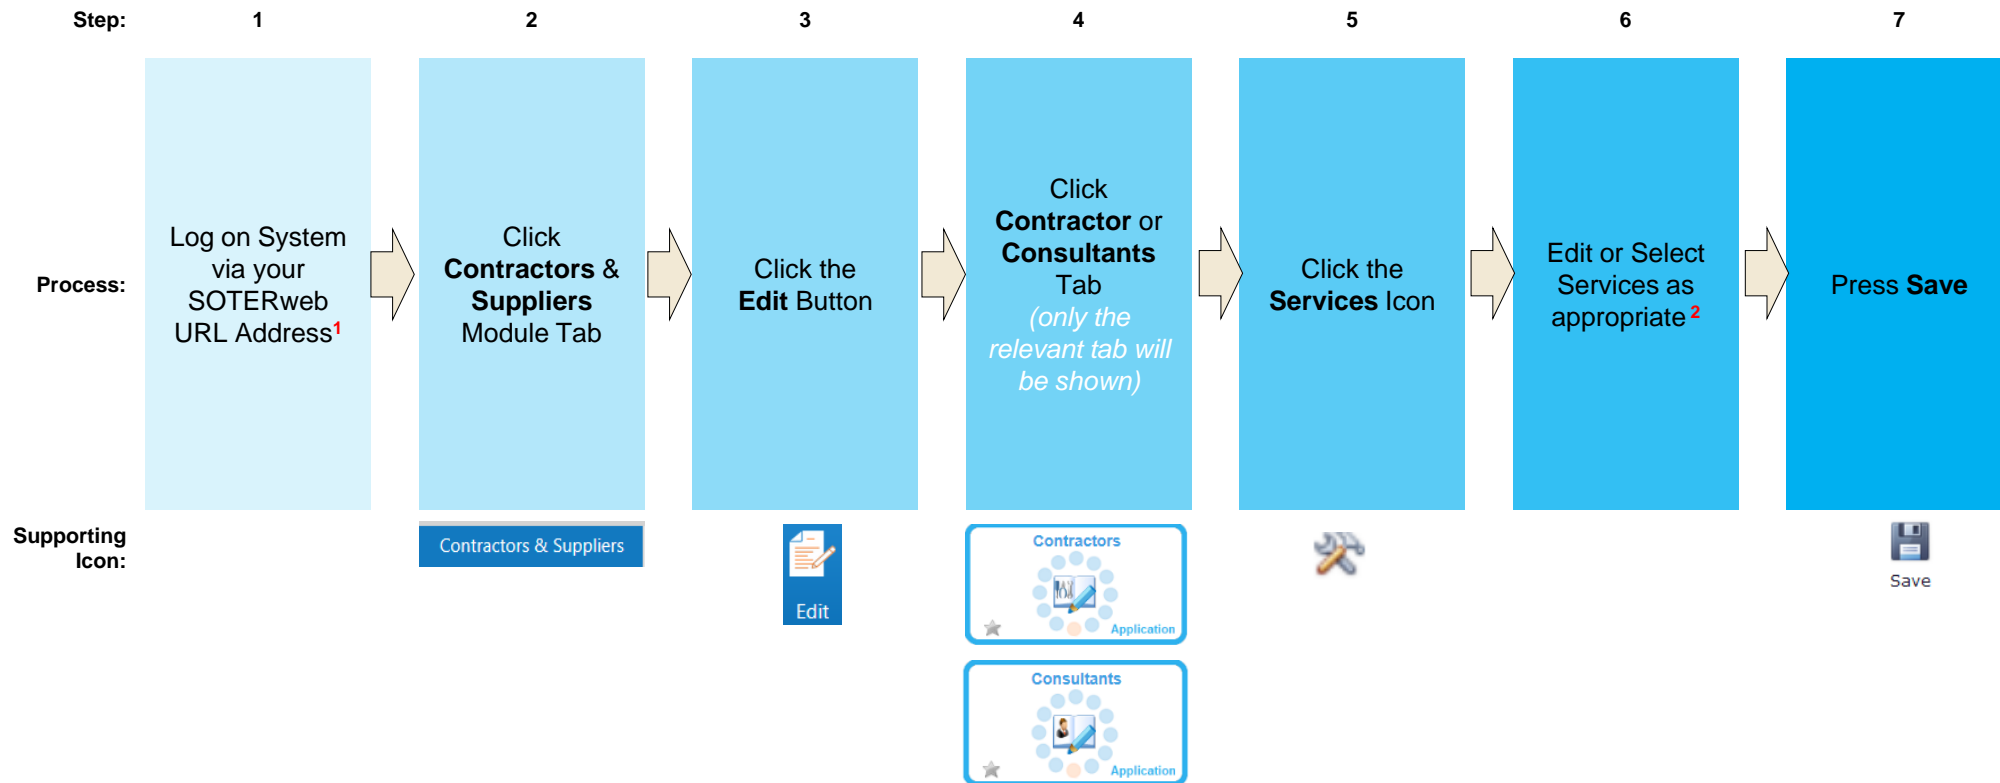 Step:
1
2
3
4
5
6
7
Process:
Log on System
via your
SOTERweb
URL Address1
Click
Contractors &
Suppliers
Module Tab
Click the
Edit Button
Click
Contractor or
Consultants
Tab
(only the
relevant tab will
be shown)
Click the
Services Icon
Edit or Select
Services as
appropriate 2
Press Save
Supporting
Icon:
Contractors & Suppliers
Edit
Contractors
Application
Consultants
Application
Save